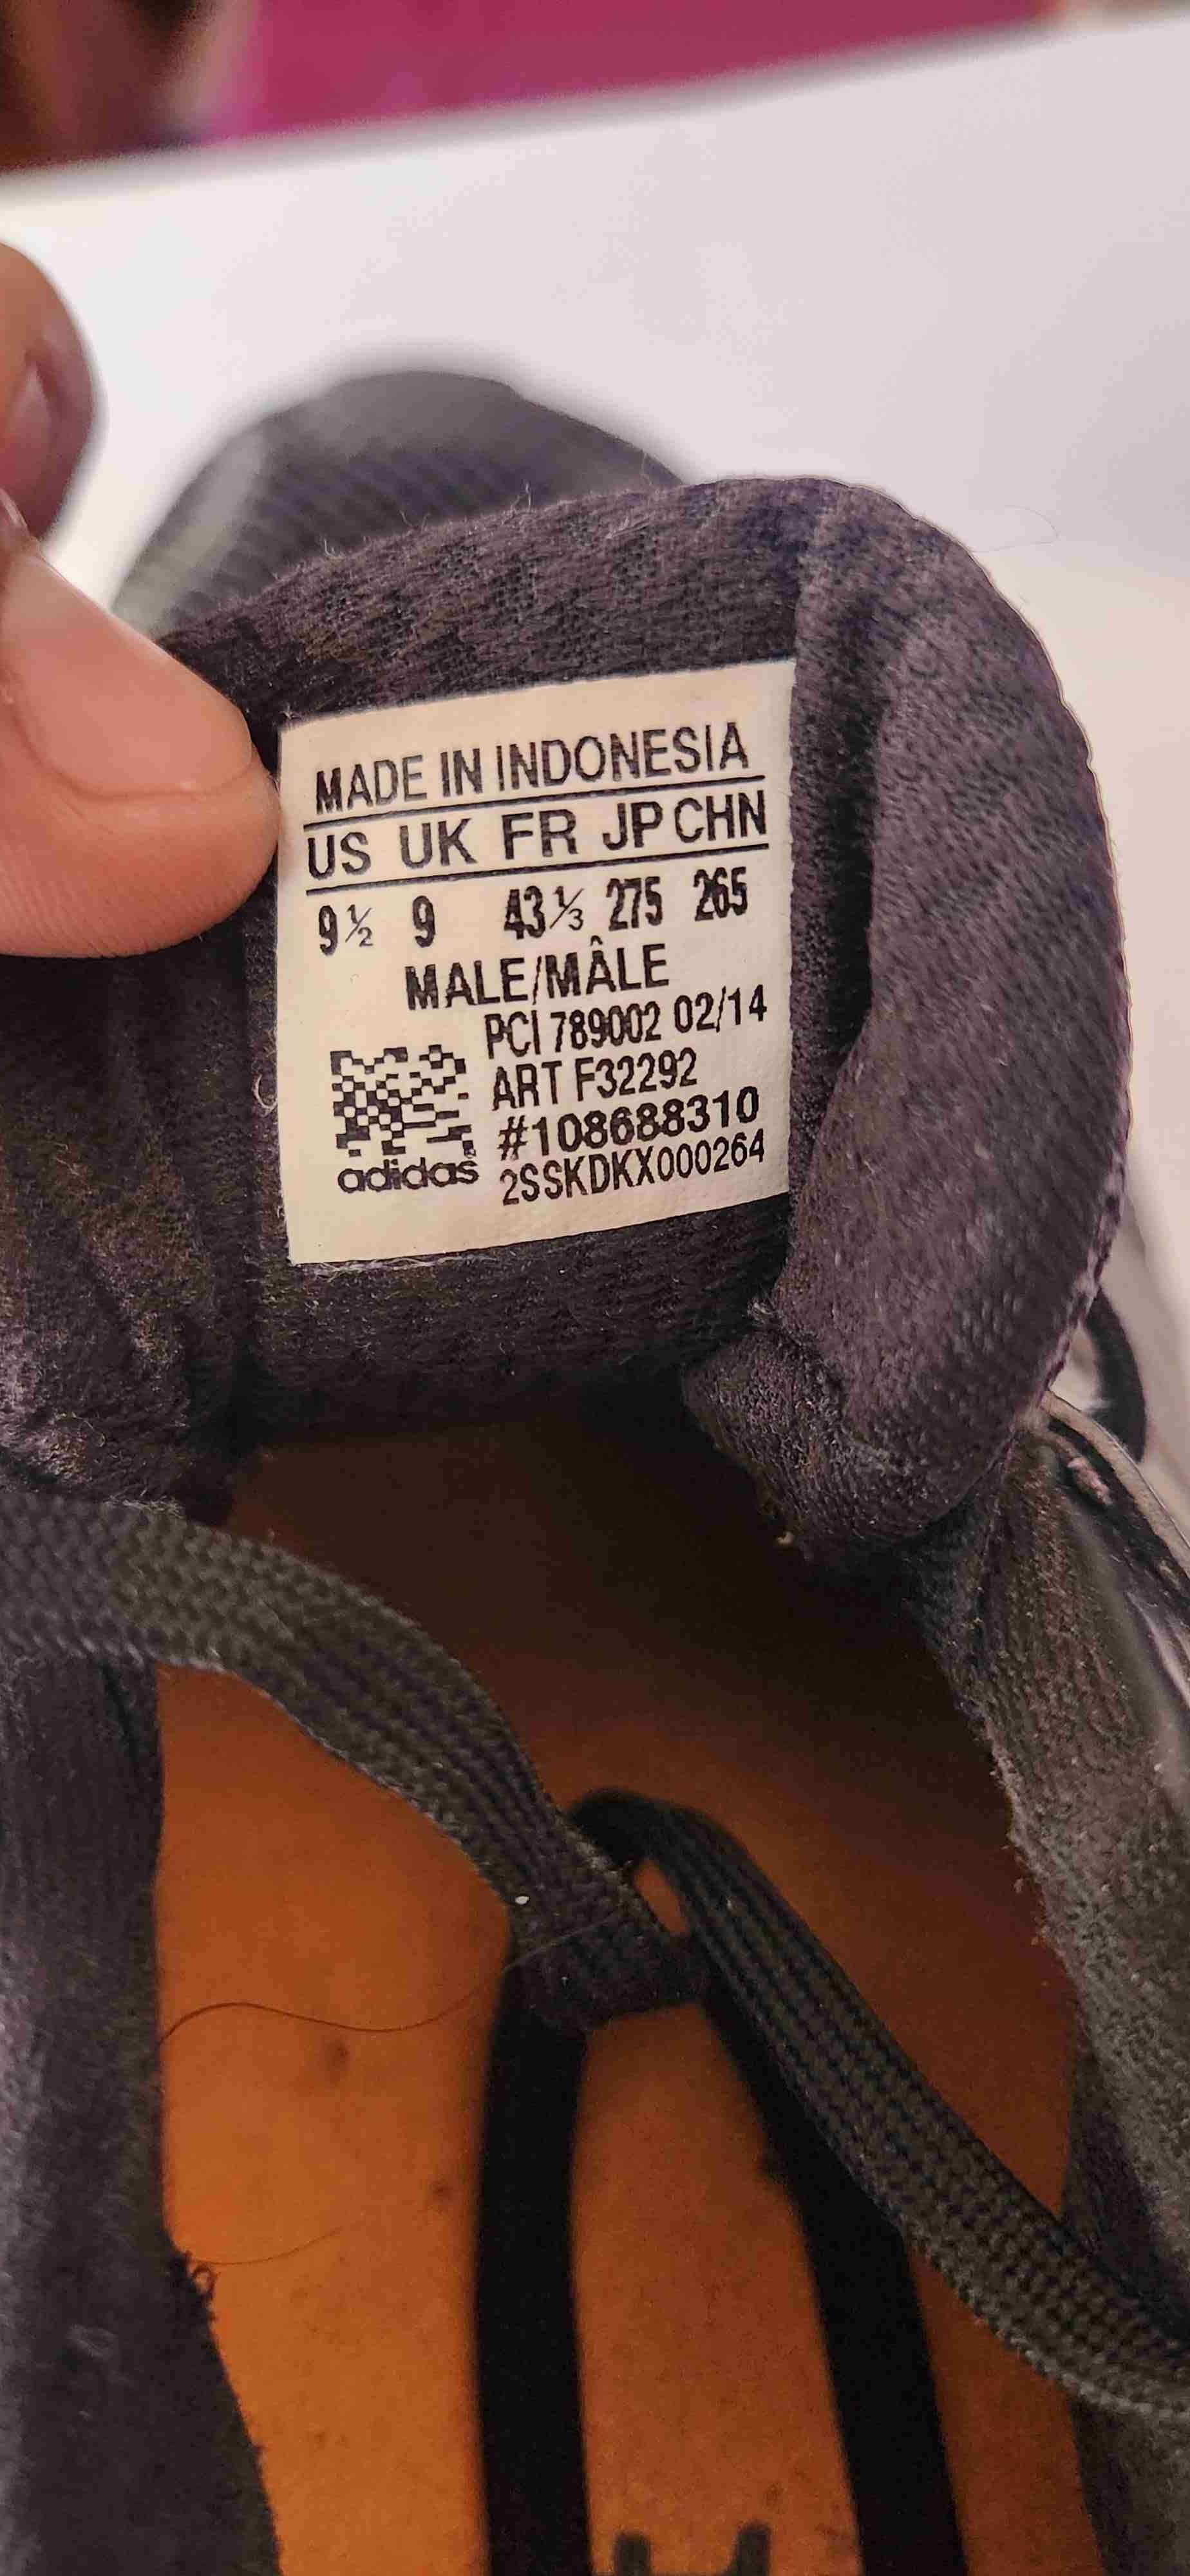 MADE IN INDONESIA
US UK FR JP CHN
9½ 9 43⅓ 275 265
MALE/MÂLE
PCI 789002 02/14
ART F32292
#108688310
adidas 2SSKDKX000264